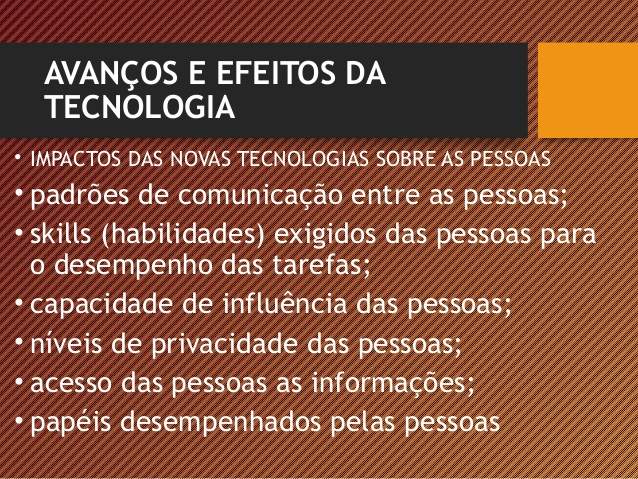 AVANÇOS E EFEITOS DA
TECNOLOGIA
• IMPACTOS DAS NOVAS TECNOLOGIAS SOBRE AS PESSOAS
• padrões de comunicação entre as pessoas;
• skills (habilidades) exigidos das pessoas para
o desempenho das tarefas;
• capacidade de influência das pessoas;
• níveis de privacidade das pessoas;
• acesso das pessoas as informações;
• papéis desempenhados pelas pessoas